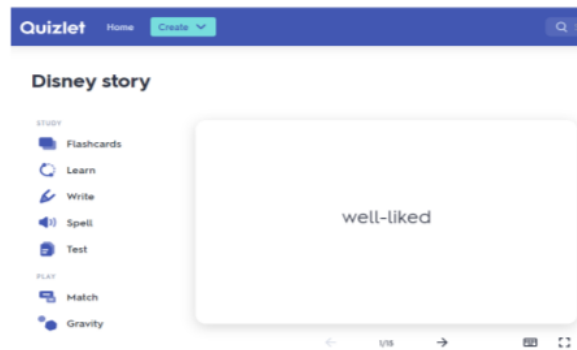 Quizlet Home Create
Disney story
STUDY
Flashcards
Learn
Write
Spell
Test
PLAY
Match
Gravity
well-liked
1/15